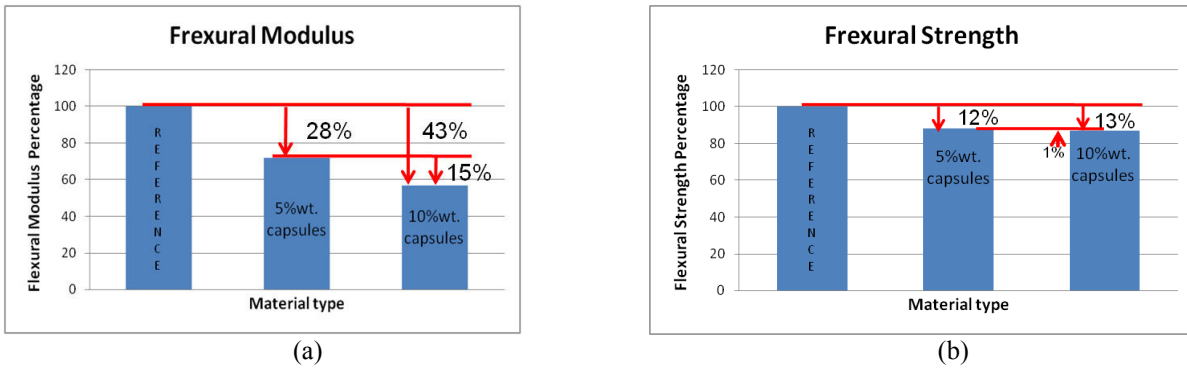 Frexural Modulus
Flexural Modulus Percentage
120
100
80
60
40
20
0
REFERENCE
28%
43%
15%
5%wt.
capsules
10%wt.
capsules
Material type
(a)
Frexural Strength
Flexural Strength Percentage
120
100
80
60
40
20
0
REFERENCE
12%
13%
1%
5%wt.
capsules
10%wt.
capsules
Material type
(b)